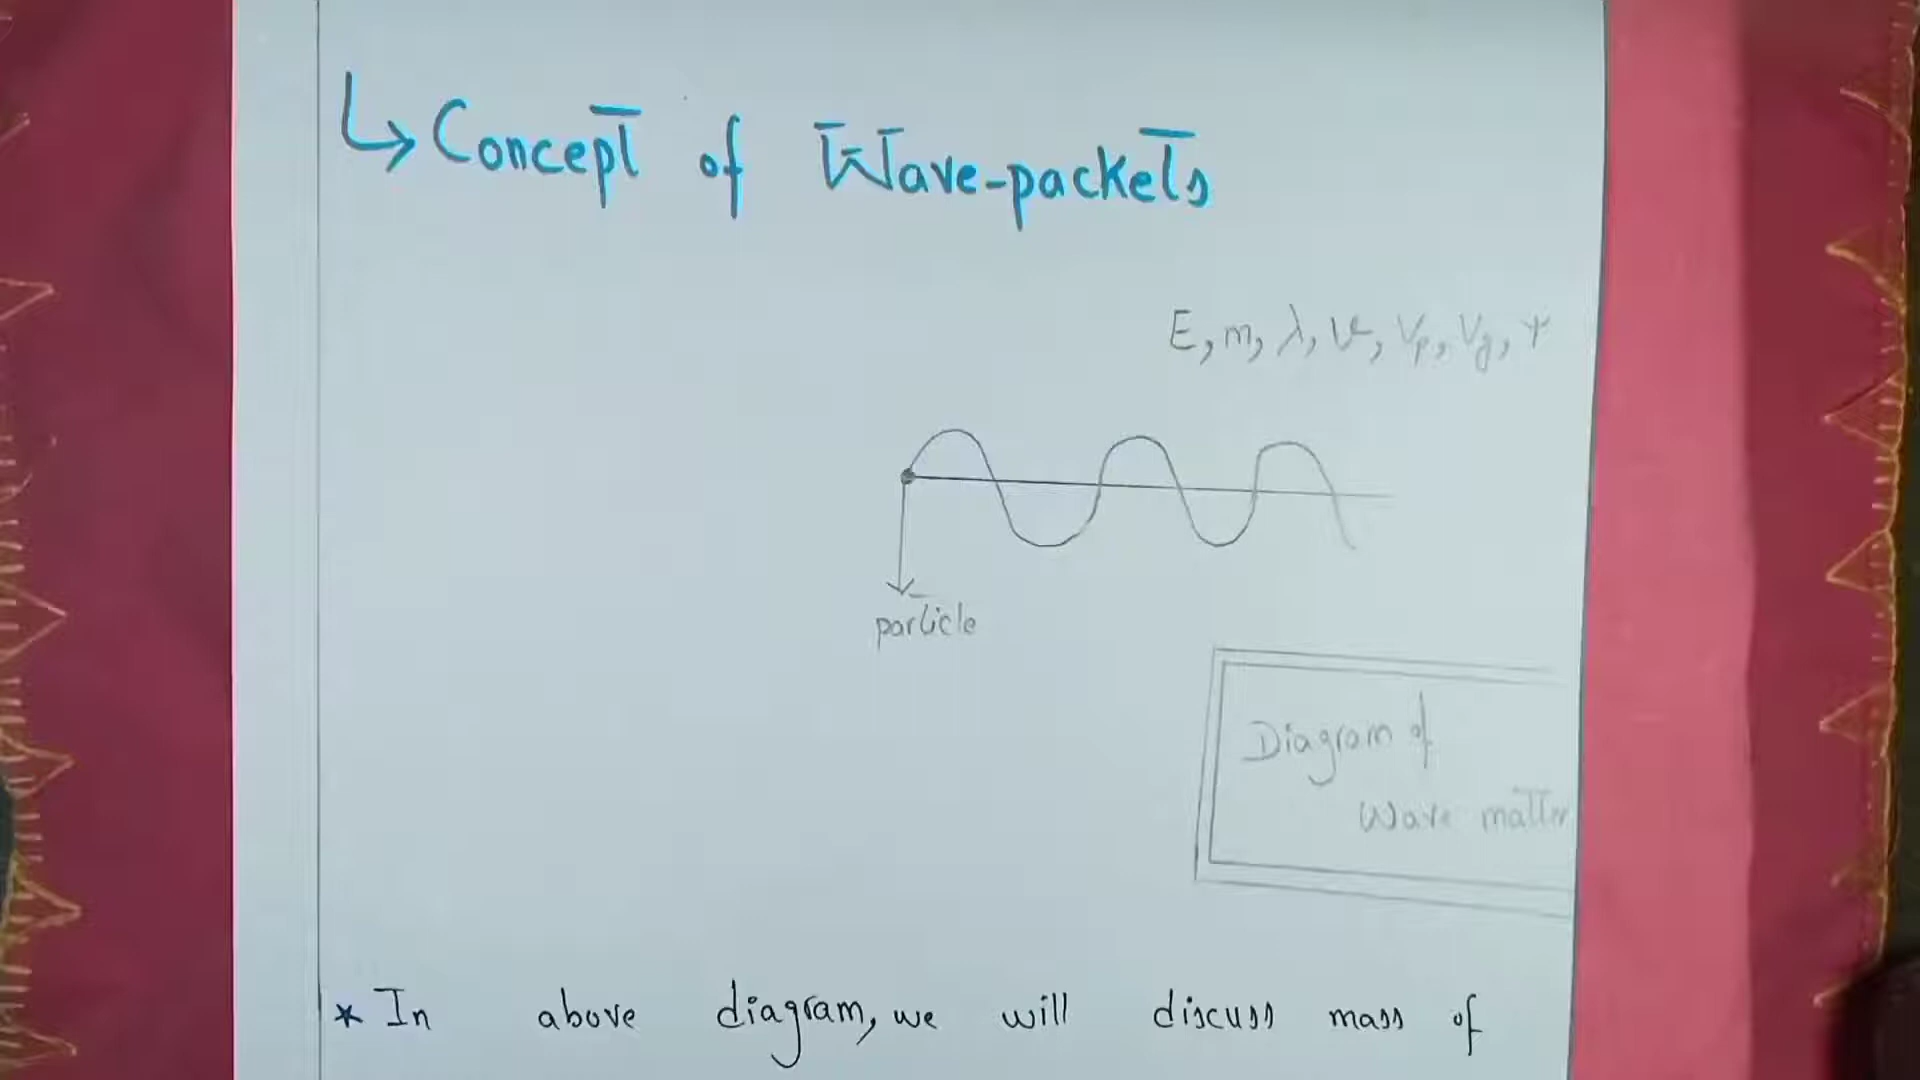 ↳ Concept of Wave-packets
E, m, λ, ν, Vp, Vg, ψ
particle
Diagram of
Wave matter
* In above diagram, we will discuss mass of